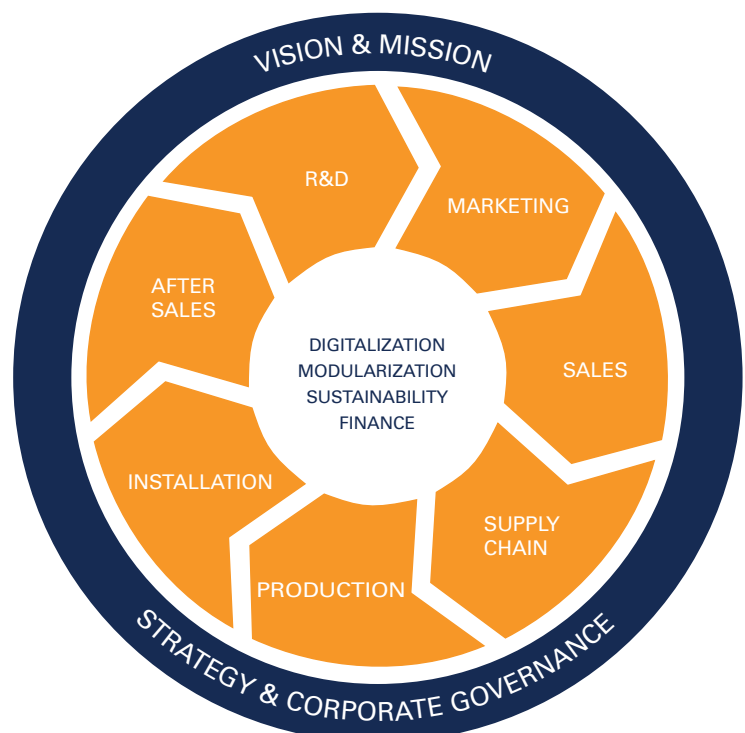 VISION & MISSION
R&D
MARKETING
AFTER
SALES
DIGITALIZATION
MODULARIZATION
SUSTAINABILITY
FINANCE
SALES
INSTALLATION
SUPPLY
CHAIN
PRODUCTION
STRATEGY & CORPORATE GOVERNANCE